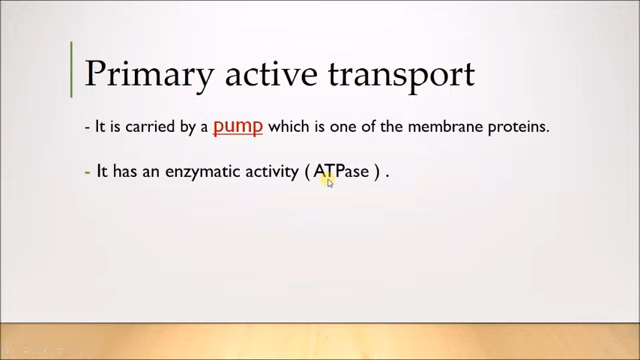 Primary active transport
- It is carried by a pump which is one of the membrane proteins.
- It has an enzymatic activity ( ATPase ) .